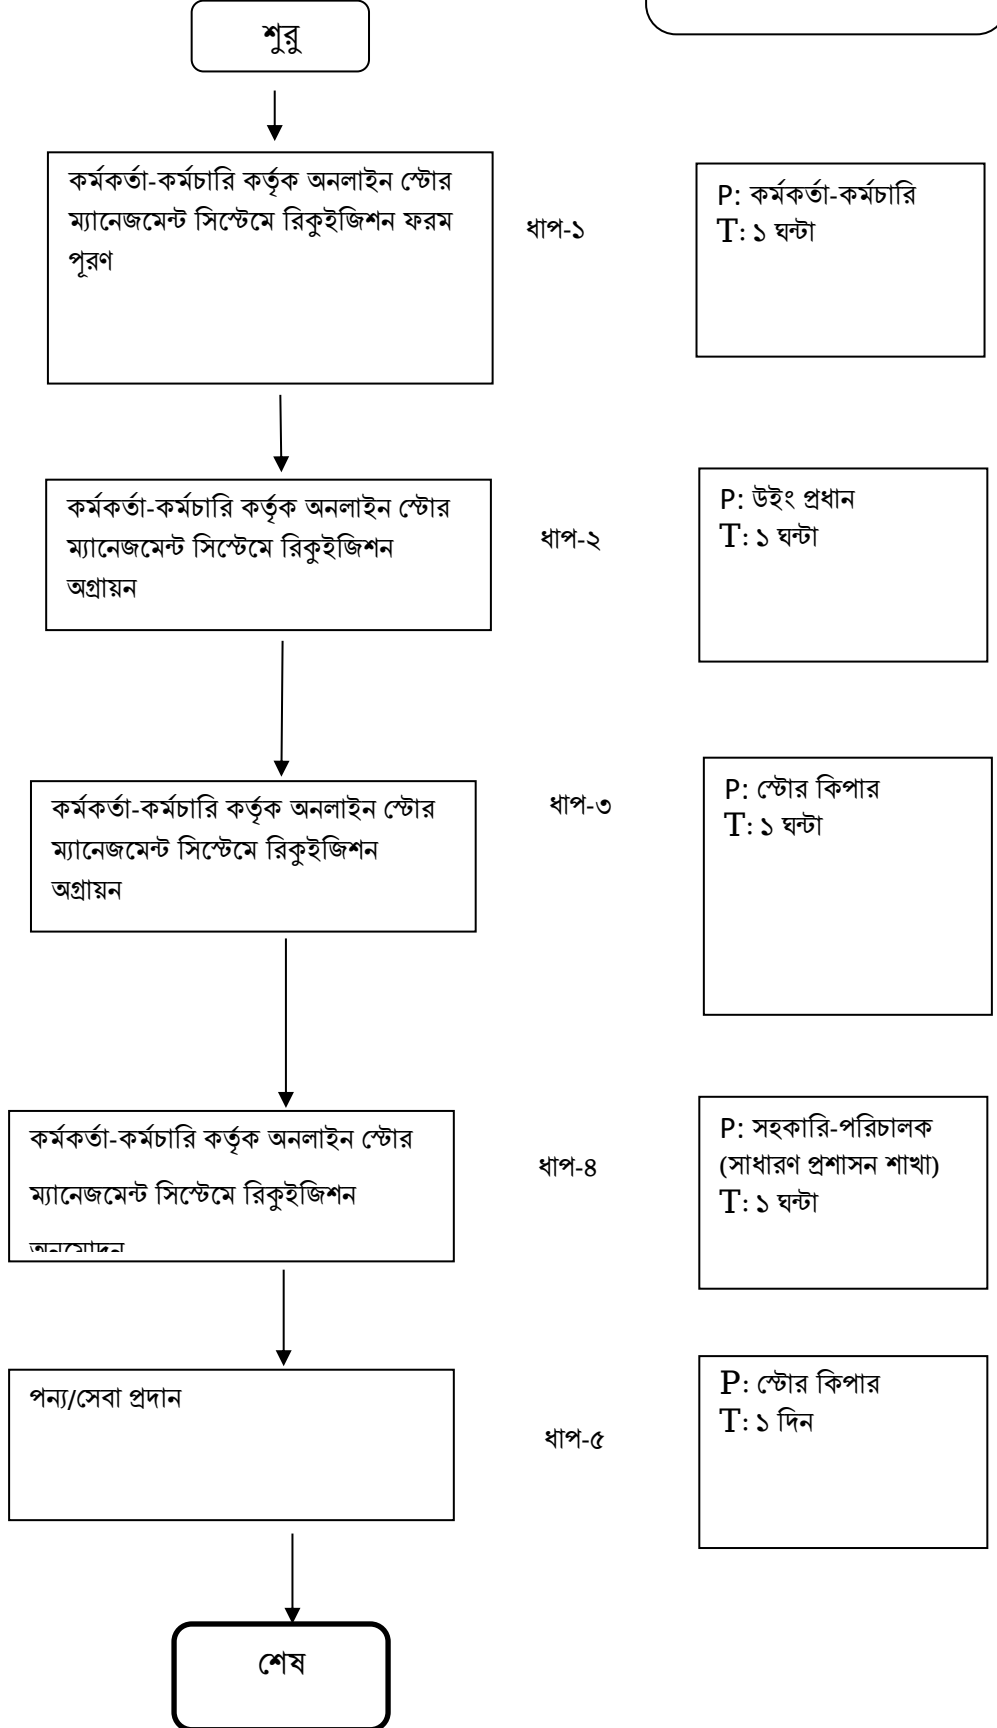 শুরু
কর্মকর্তা-কর্মচারি কর্তৃক অনলাইন স্টোর
ম্যানেজমেন্ট সিস্টেমে রিকুইজিশন ফরম
পূরণ
ধাপ-১
P: কর্মকর্তা-কর্মচারি
T: ১ ঘন্টা
কর্মকর্তা-কর্মচারি কর্তৃক অনলাইন স্টোর
ম্যানেজমেন্ট সিস্টেমে রিকুইজিশন
অগ্রায়ন
ধাপ-২
P: উইং প্রধান
T: ১ ঘন্টা
কর্মকর্তা-কর্মচারি কর্তৃক অনলাইন স্টোর
ম্যানেজমেন্ট সিস্টেমে রিকুইজিশন
অগ্রায়ন
ধাপ-৩
P: স্টোর কিপার
T: ১ ঘন্টা
কর্মকর্তা-কর্মচারি কর্তৃক অনলাইন স্টোর
ম্যানেজমেন্ট সিস্টেমে রিকুইজিশন
ধাপ-৪
P: সহকারি-পরিচালক
(সাধারণ প্রশাসন শাখা)
T: ১ ঘন্টা
পন্য/সেবা প্রদান
ধাপ-৫
P: স্টোর কিপার
T: ১ দিন
শেষ